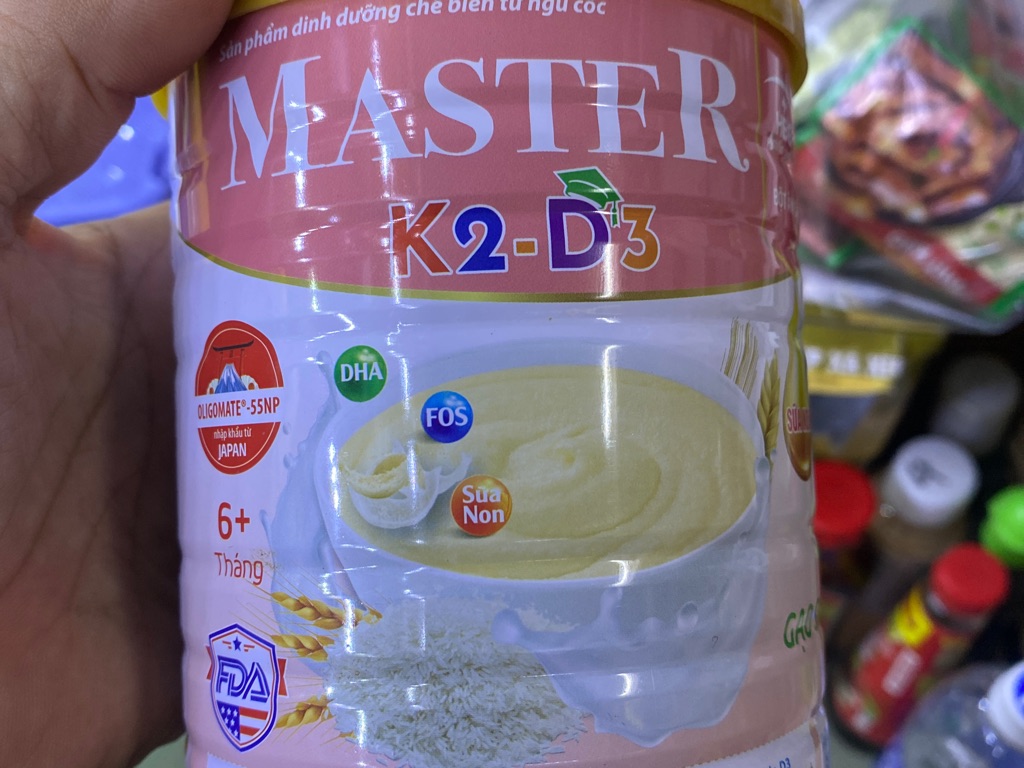 Sản phẩm dinh dưỡng chế biến từ ngũ cốc
MASTER
K2-D3
OLIGOMATE®-55NP
nhập khẩu từ
JAPAN
DHA
FOS
Sữa
Non
6+
Tháng
FDA
GẠO